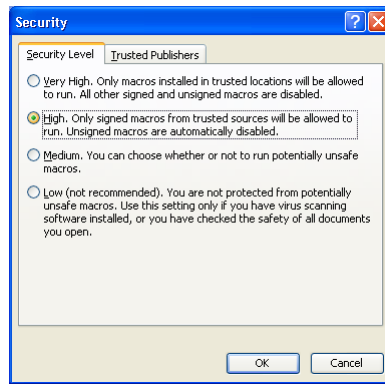 Security
Security Level Trusted Publishers
Very High. Only macros installed in trusted locations will be allowed
to run. All other signed and unsigned macros are disabled.
High. Only signed macros from trusted sources will be allowed to
run. Unsigned macros are automatically disabled.
Medium. You can choose whether or not to run potentially unsafe
macros.
Low (not recommended). You are not protected from potentially
unsafe macros. Use this setting only if you have virus scanning
software installed, or you have checked the safety of all documents
you open.
OK Cancel